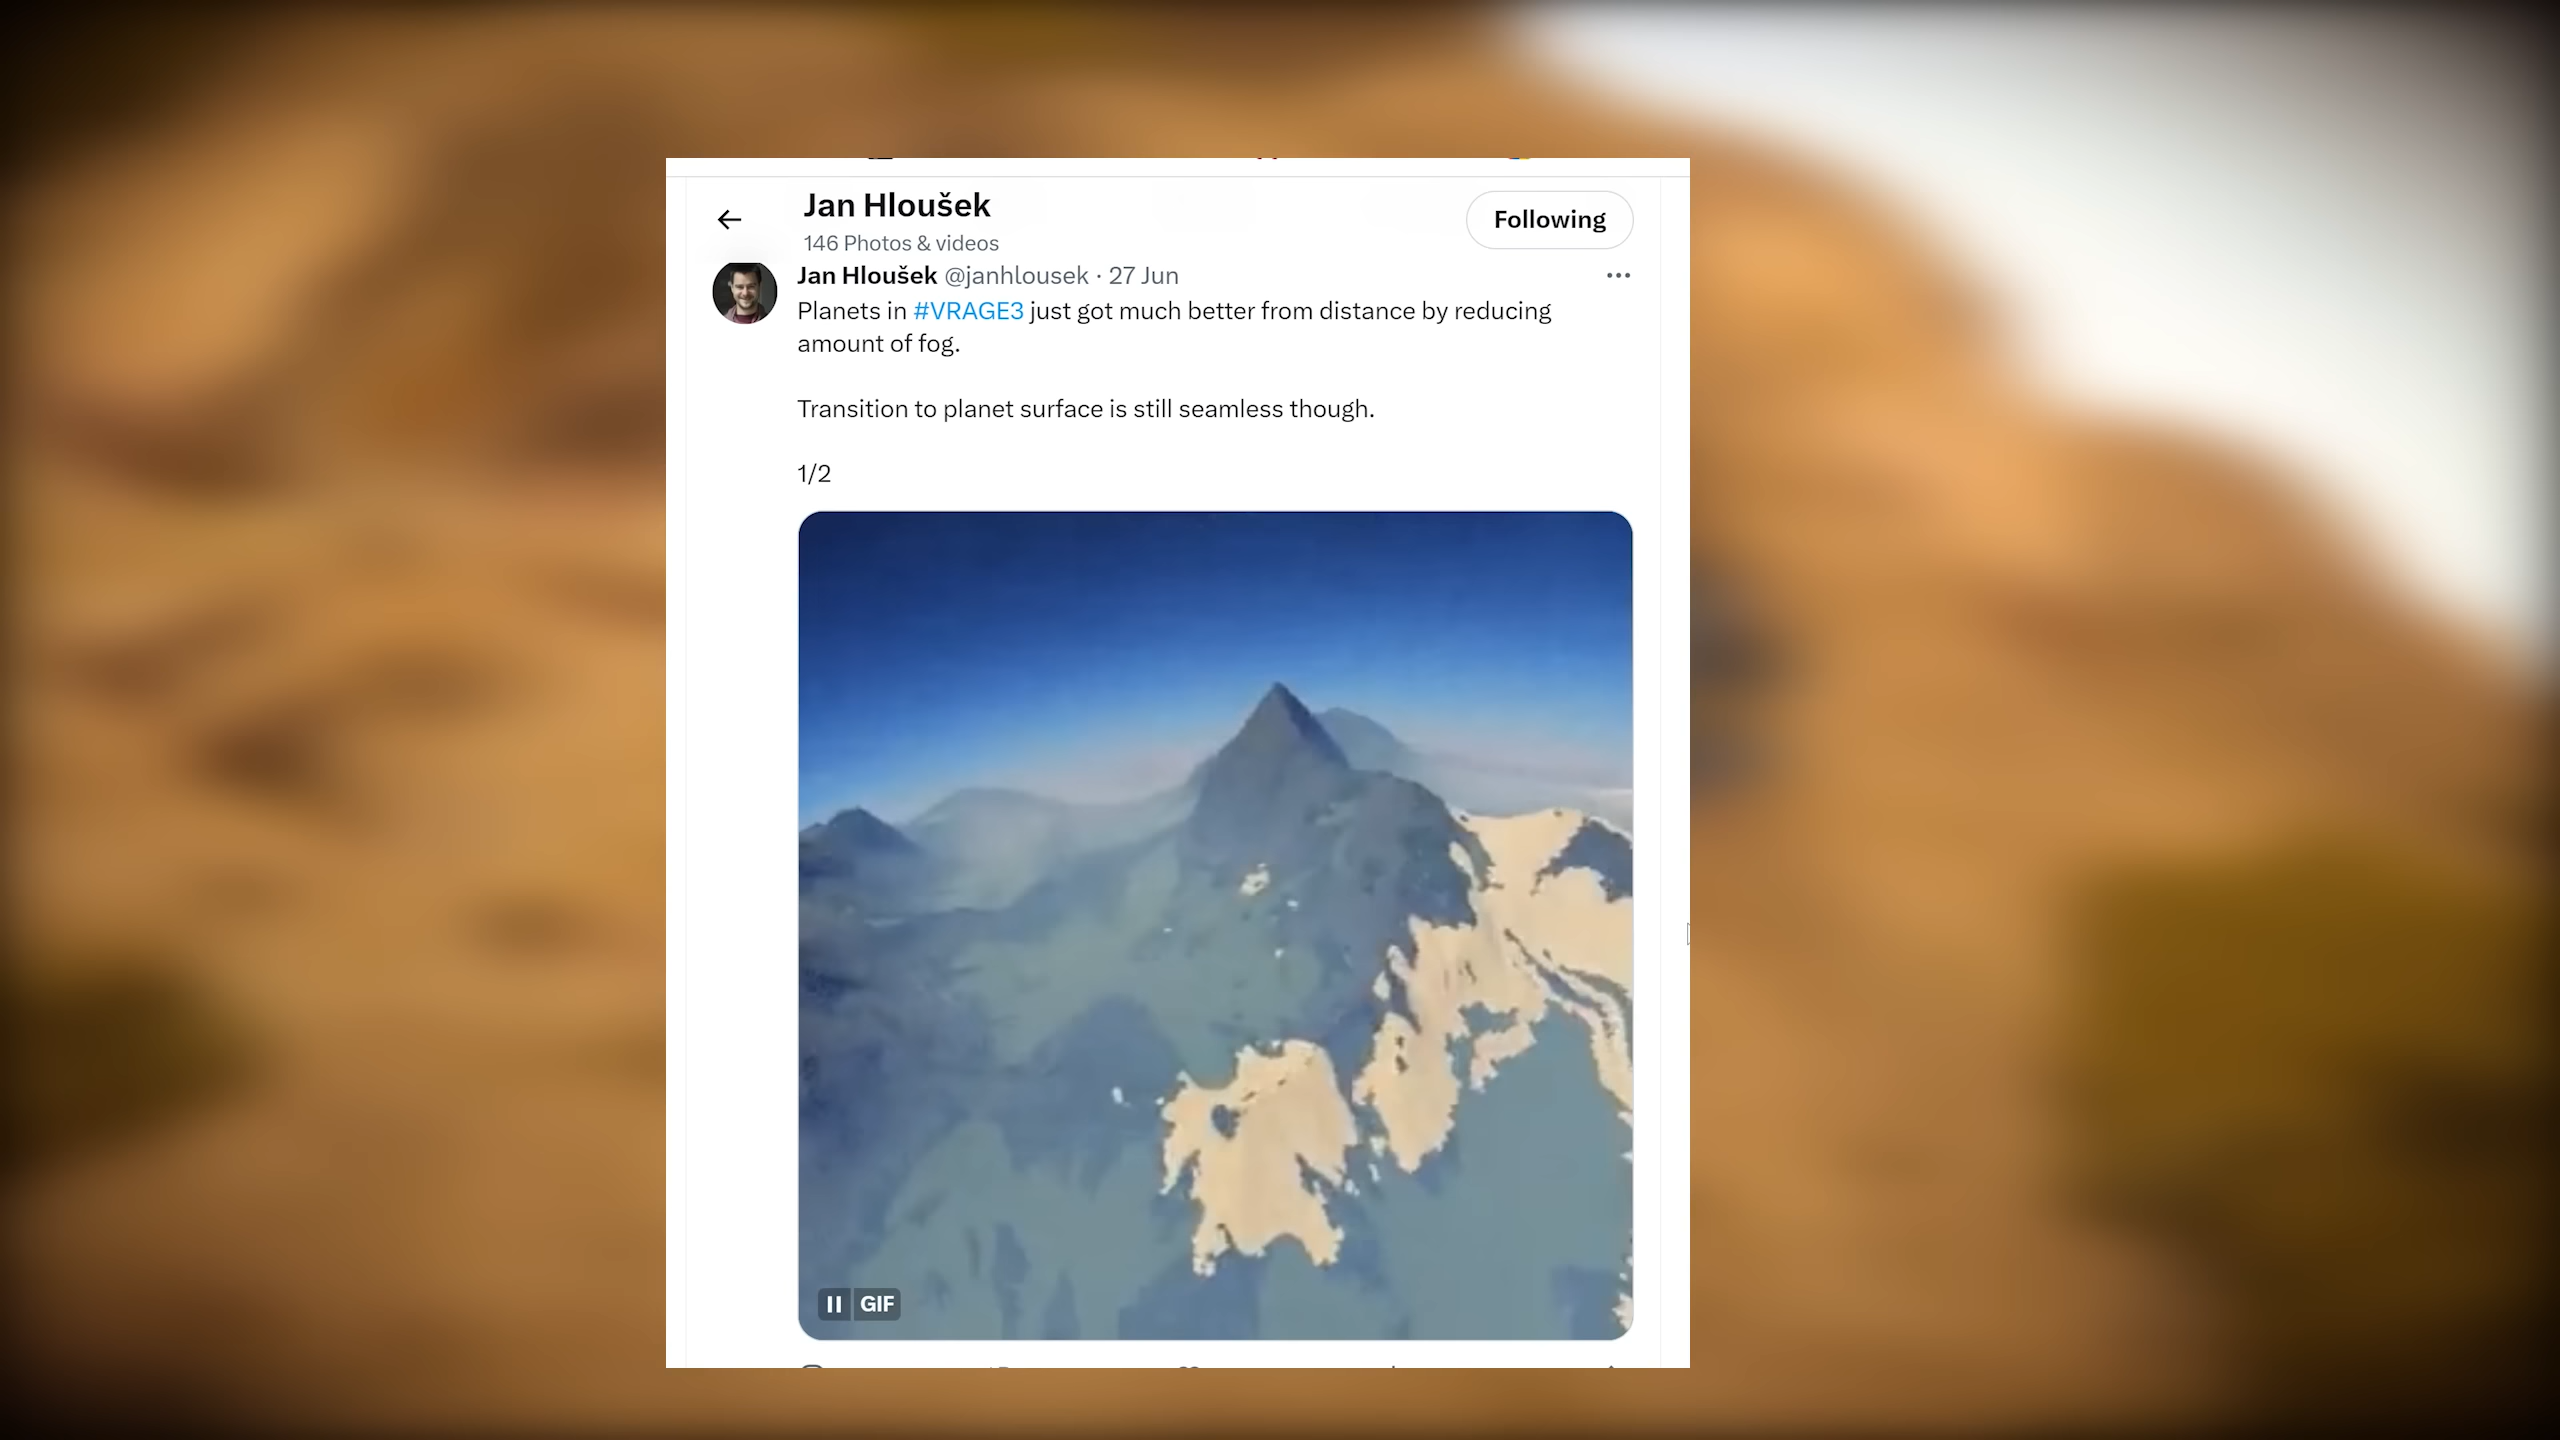 Jan Hloušek
146 Photos & videos
Following
Jan Hloušek @janhlousek · 27 Jun
Planets in #VRAGE3 just got much better from distance by reducing
amount of fog.
Transition to planet surface is still seamless though.
1/2
GIF